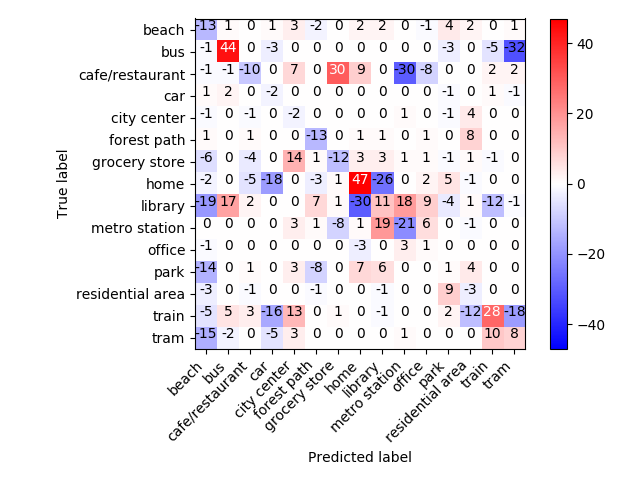 beach -13 1 0 1 3 -2 0 2 2 0 -1 4 2 0 1
bus -1 44 0 -3 0 0 0 0 0 0 0 -3 0 -5 -32
cafe/restaurant -1 -1 -10 0 7 0 30 9 0 -30 -8 0 0 2 2
car 1 2 0 -2 0 0 0 0 0 0 0 -1 0 1 -1
city center -1 0 -1 0 -2 0 0 0 0 1 0 -1 4 0 0
forest path 1 0 1 0 0 -13 0 1 1 0 1 0 8 0 0
grocery store -6 0 -4 0 14 1 -12 3 3 1 1 -1 1 -1 0
home -2 0 -5 -18 0 -3 1 47 -26 0 2 5 -1 0 0
library -19 17 2 0 0 7 1 -30 11 18 9 -4 1 -12 -1
metro station 0 0 0 0 3 1 -8 1 19 -21 6 0 -1 0 0
office -1 0 0 0 0 0 0 -3 0 3 1 0 0 0 0
park -14 0 1 0 3 -8 0 7 6 0 0 1 4 0 0
residential area -3 0 -1 0 0 -1 0 0 -1 0 0 9 -3 0 0
train -5 5 3 -16 13 0 1 0 -1 0 0 2 -12 28 -18
tram -15 -2 0 -5 3 0 0 0 0 1 0 0 0 10 8
True label
beach
bus
cafe/restaurant
car
city center
forest path
grocery store
home
library
metro station
office
park
residential area
train
tram
Predicted label
40
20
0
−20
−40